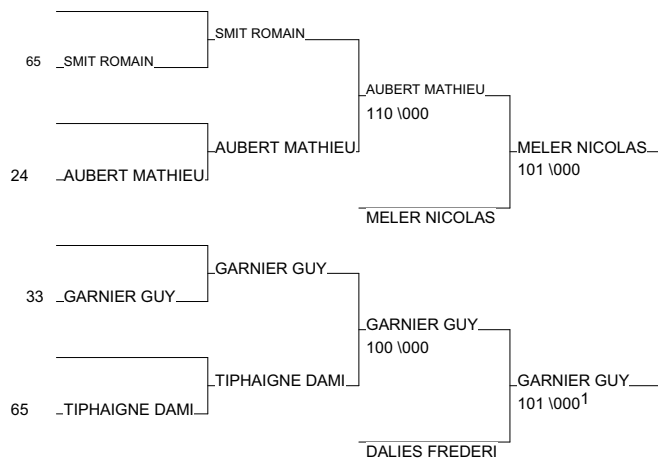 SMIT ROMAIN
65 SMIT ROMAIN
AUBERT MATHIEU
110 \000
AUBERT MATHIEU
MELER NICOLAS
101 \000
24 AUBERT MATHIEU
MELER NICOLAS
GARNIER GUY
33 GARNIER GUY
GARNIER GUY
100 \000
TIPHAIGNE DAMI
GARNIER GUY
101 \000 1
65 TIPHAIGNE DAMI
DALIES FREDERI